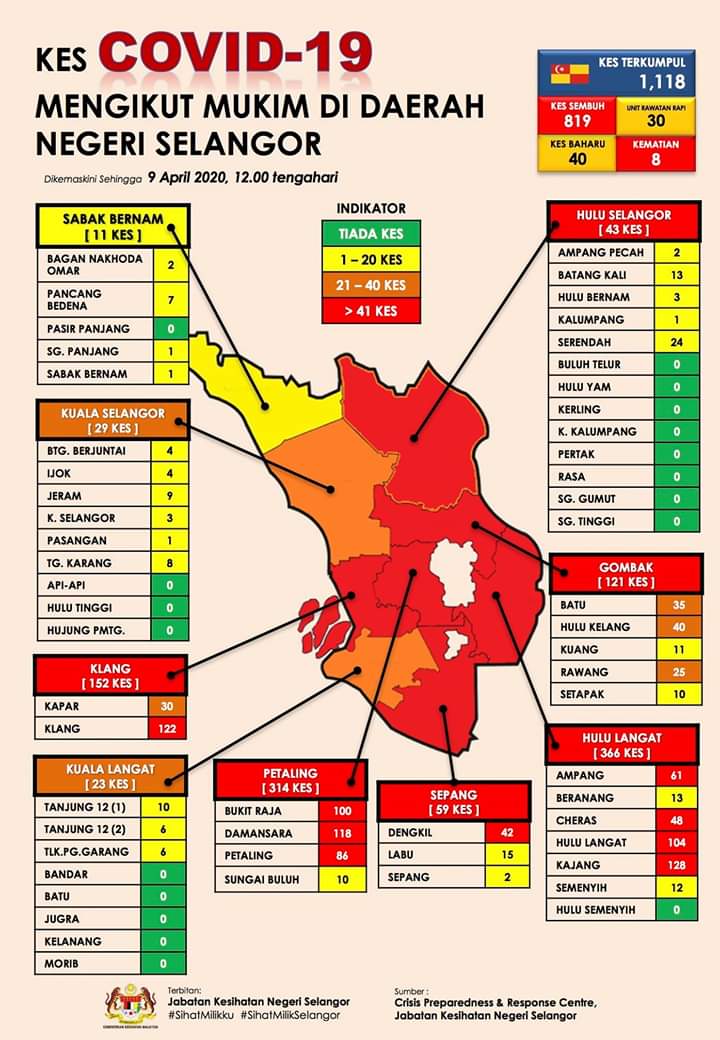 KES COVID-19
MENGIKUT MUKIM DI DAERAH
NEGERI SELANGOR
Dikemaskini Sehingga 9 April 2020, 12.00 tengahari
KES TERKUMPUL
1,118
KES SEMBUH
819
UNIT RAWATAN RAPI
30
KES BAHARU
40
KEMATIAN
8
INDIKATOR
TIADA KES
1 – 20 KES
21 – 40 KES
> 41 KES
SABAK BERNAM
[ 11 KES ]
BAGAN NAKHODA
OMAR 2
PANCANG
BEDENA 7
PASIR PANJANG 0
SG. PANJANG 1
SABAK BERNAM 1
KUALA SELANGOR
[ 29 KES ]
BTG. BERJUNTAI 4
IJOK 4
JERAM 9
K. SELANGOR 3
PASANGAN 1
TG. KARANG 8
API-API 0
HULU TINGGI 0
HUJUNG PMTG. 0
KLANG
[ 152 KES ]
KAPAR 30
KLANG 122
KUALA LANGAT
[ 23 KES ]
TANJUNG 12 (1) 10
TANJUNG 12 (2) 6
TLK.PG.GARANG 6
BANDAR 0
BATU 0
JUGRA 0
KELANANG 0
MORIB 0
PETALING
[ 314 KES ]
BUKIT RAJA 100
DAMANSARA 118
PETALING 86
SUNGAI BULUH 10
SEPANG
[ 59 KES ]
DENGKIL 42
LABU 15
SEPANG 2
HULU SELANGOR
[ 43 KES ]
AMPANG PECAH 2
BATANG KALI 13
HULU BERNAM 3
KALUMPANG 1
SERENDAH 24
BULUH TELUR 0
HULU YAM 0
KERLING 0
K. KALUMPANG 0
PERTAK 0
RASA 0
SG. GUMUT 0
SG. TINGGI 0
GOMBAK
[ 121 KES ]
BATU 35
HULU KELANG 40
KUANG 11
RAWANG 25
SETAPAK 10
HULU LANGAT
[ 366 KES ]
AMPANG 61
BERANANG 13
CHERAS 48
HULU LANGAT 104
KAJANG 128
SEMENYIH 12
HULU SEMENYIH 0
KEMENTERIAN KESIHATAN MALAYSIA
Terbitan:
Jabatan Kesihatan Negeri Selangor
#SihatMilikku #SihatMilikSelangor
Sumber :
Crisis Preparedness & Response Centre,
Jabatan Kesihatan Negeri Selangor